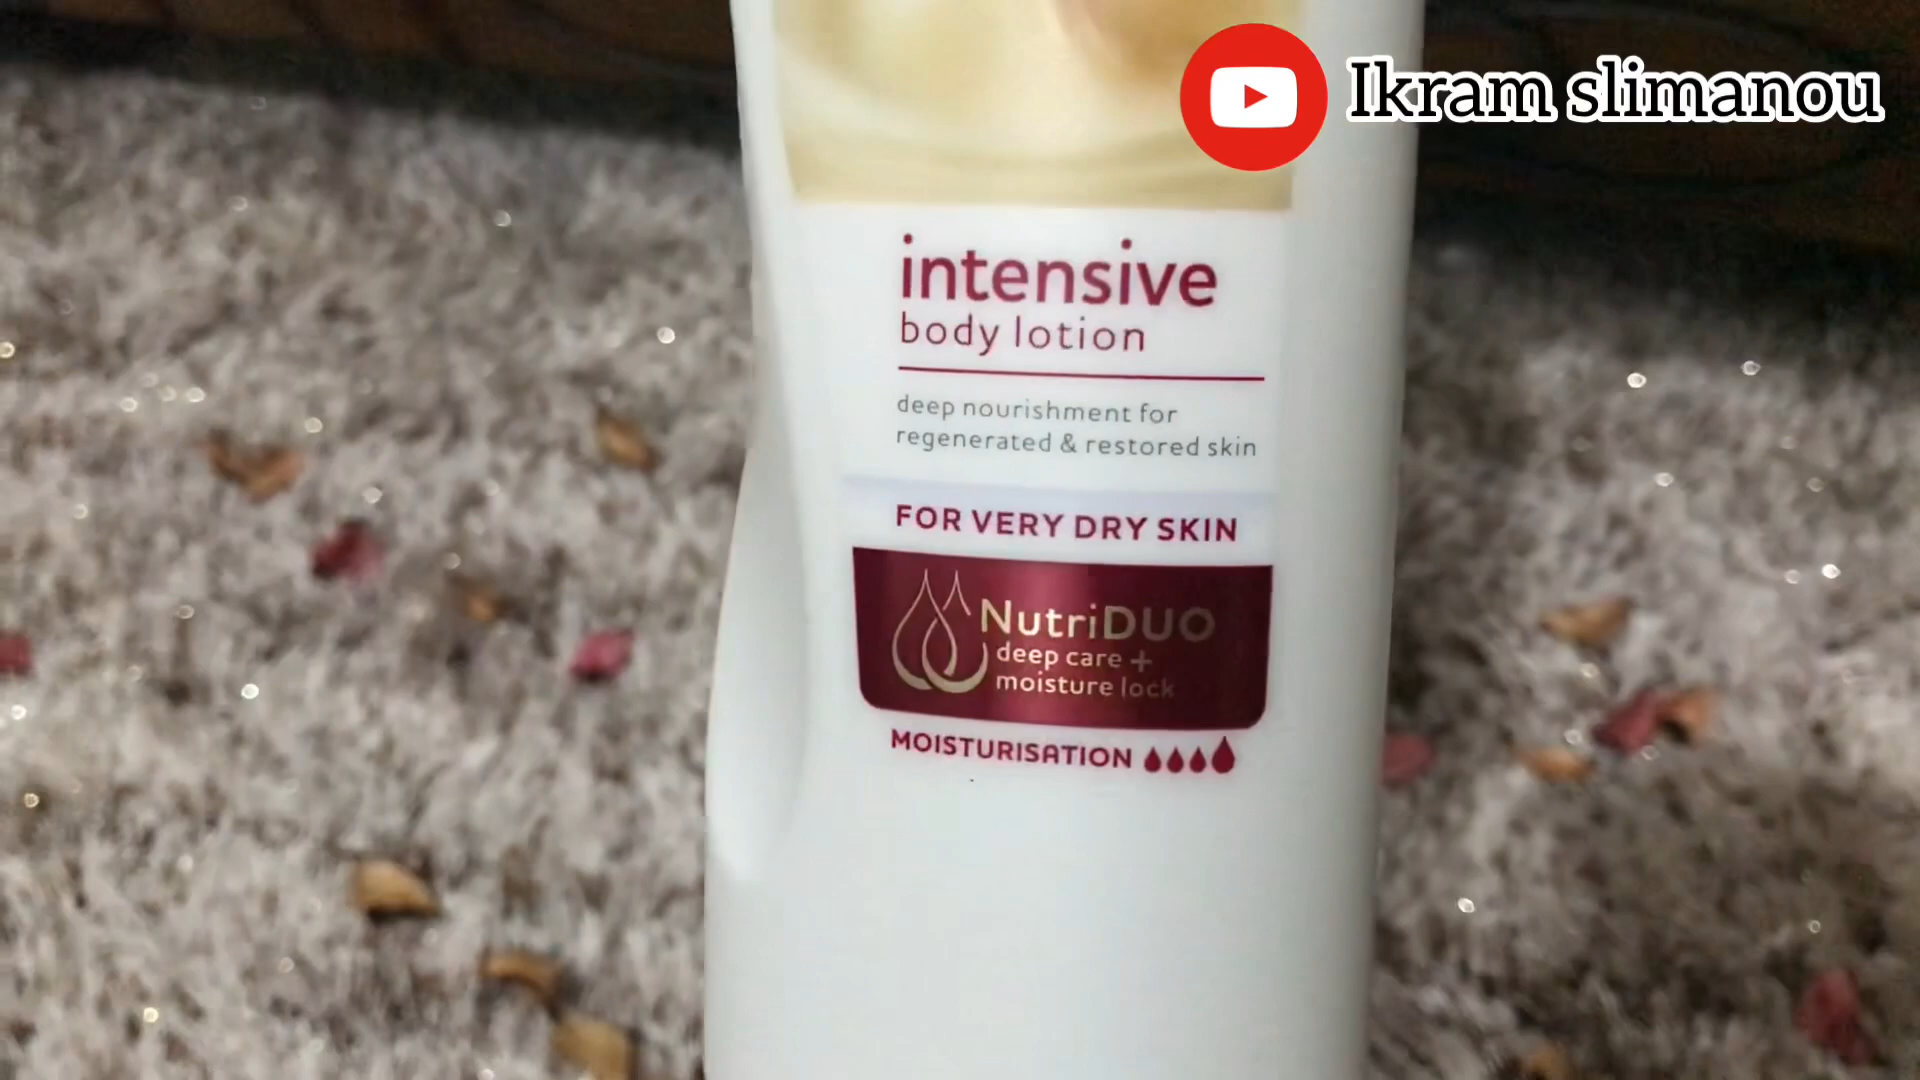 Ikram slimanou
intensive
body lotion
deep nourishment for
regenerated & restored skin
FOR VERY DRY SKIN
NutriDUO
deep care +
moisture lock
MOISTURISATION